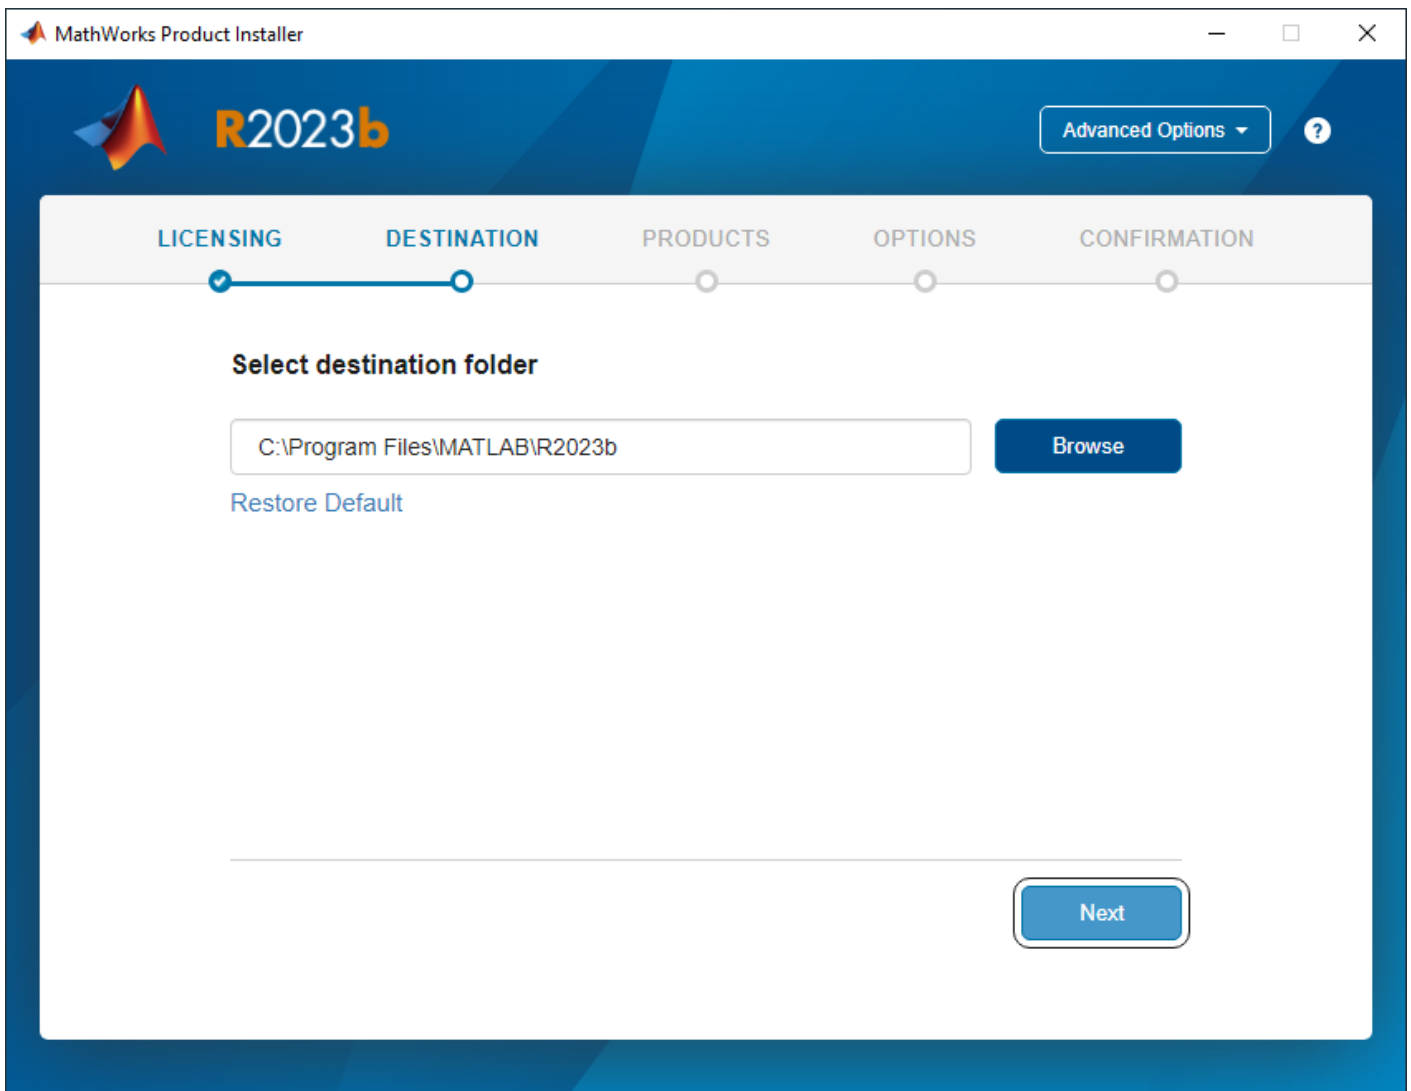 MathWorks Product Installer
R2023b
Advanced Options
?
LICENSING DESTINATION PRODUCTS OPTIONS CONFIRMATION
Select destination folder
C:\Program Files\MATLAB\R2023b
Browse
Restore Default
Next